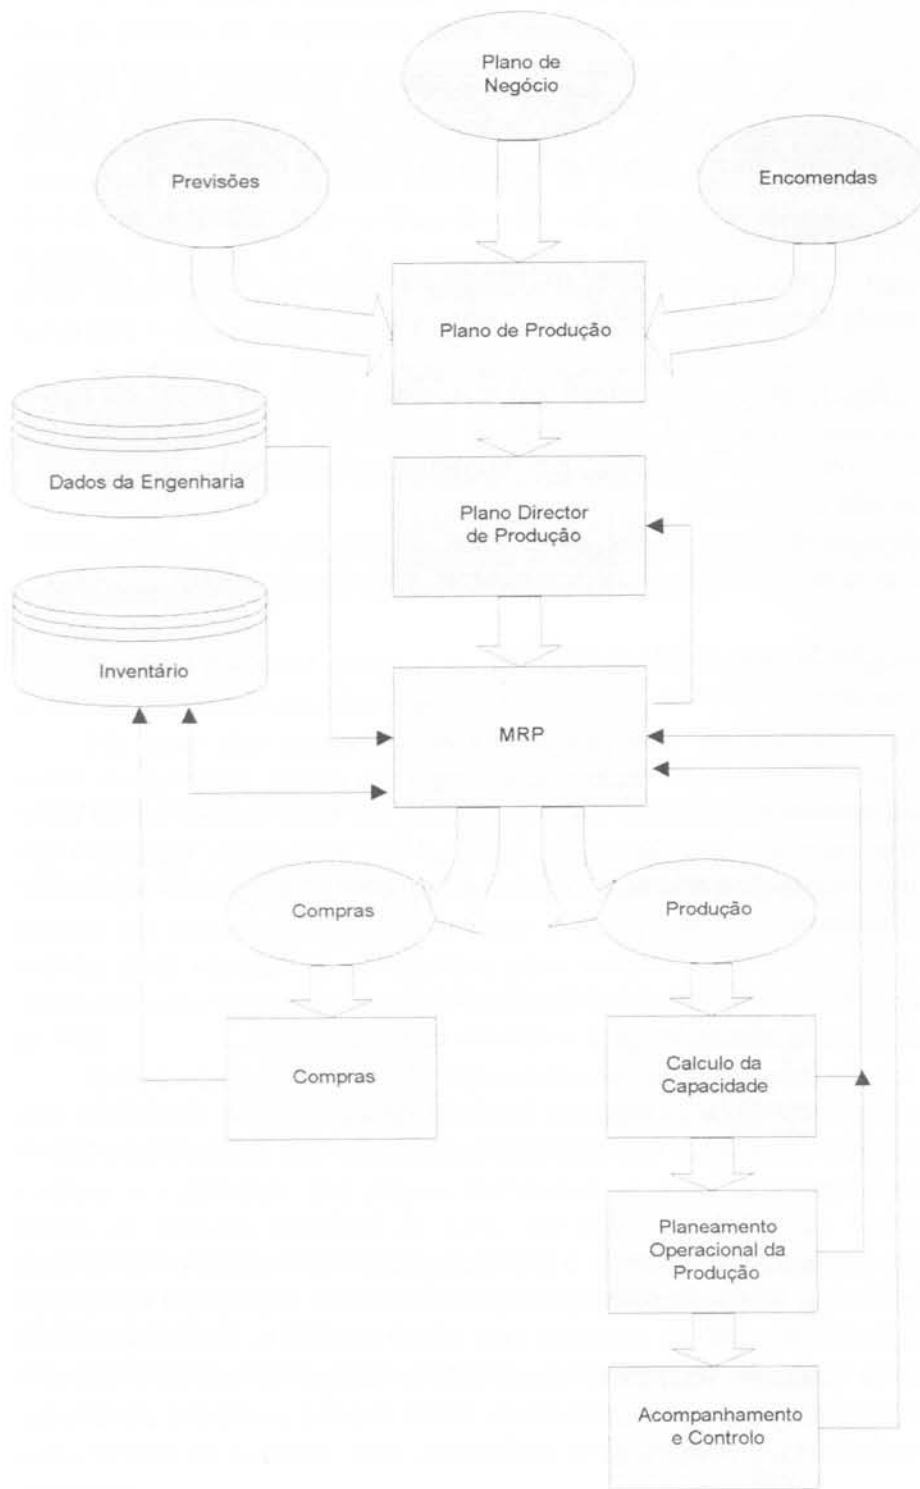 Plano de
Negócio
Previsões
Encomendas
Plano de Produção
Dados da Engenharia
Plano Director
de Produção
Inventário
MRP
Compras
Produção
Compras
Calculo da
Capacidade
Planeamento
Operacional da
Produção
Acompanhamento
e Controlo